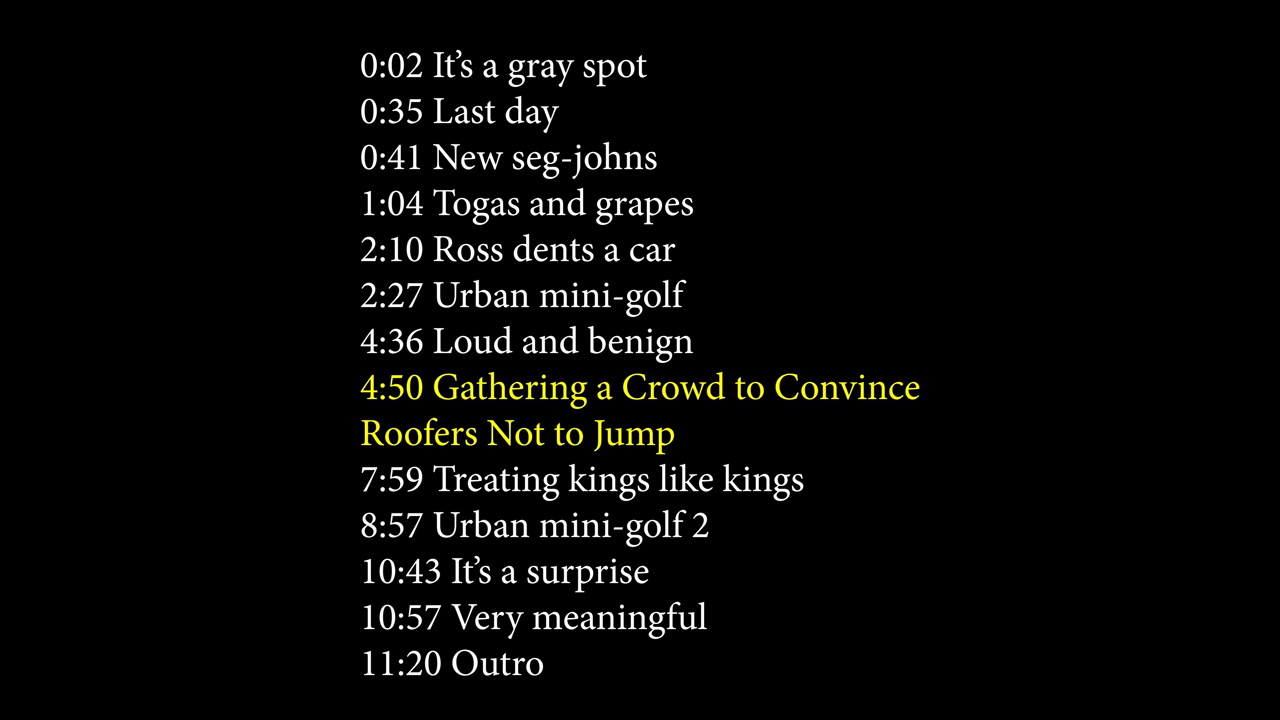 0:02 It’s a gray spot
0:35 Last day
0:41 New seg-johns
1:04 Togas and grapes
2:10 Ross dents a car
2:27 Urban mini-golf
4:36 Loud and benign
4:50 Gathering a Crowd to Convince
Roofers Not to Jump
7:59 Treating kings like kings
8:57 Urban mini-golf 2
10:43 It’s a surprise
10:57 Very meaningful
11:20 Outro